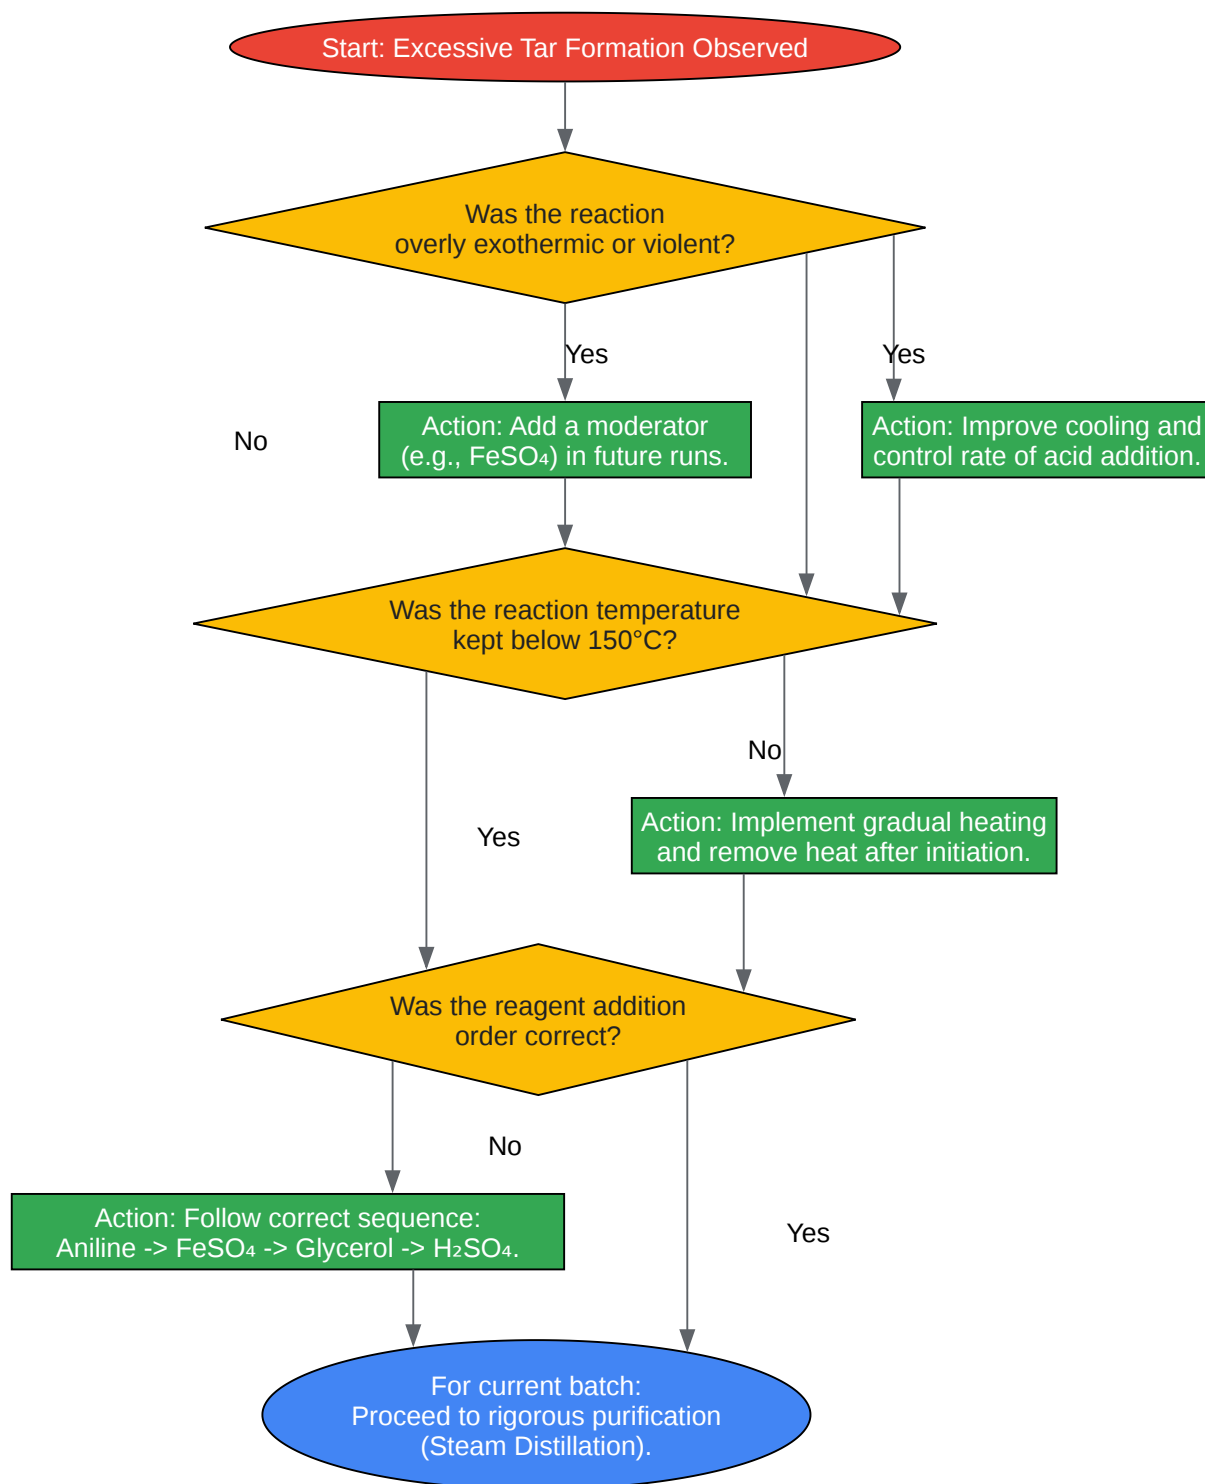 Start: Excessive Tar Formation Observed
Was the reaction
overly exothermic or violent?
Yes
Yes
No
Action: Add a moderator
(e.g., FeSO₄) in future runs.
Action: Improve cooling and
control rate of acid addition.
Was the reaction temperature
kept below 150°C?
No
Yes
Action: Implement gradual heating
and remove heat after initiation.
Was the reagent addition
order correct?
No
Yes
Action: Follow correct sequence:
Aniline -> FeSO₄ -> Glycerol -> H₂SO₄.
For current batch:
Proceed to rigorous purification
(Steam Distillation).